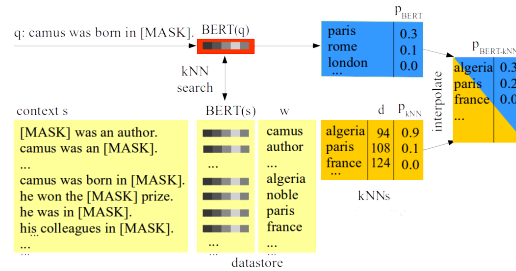 q: camus was born in [MASK].
BERT(q)
kNN
search
context s
BERT(s)
w
[MASK] was an author.
camus was an [MASK].
...
camus was born in [MASK].
he won the [MASK] prize.
he was in [MASK].
his colleagues in [MASK].
...
...
...
...
...
camus
author
...
algeria
noble
paris
france
...
datastore
pBERT
paris 0.3
rome 0.1
london 0.0
...
d pkNN
algeria 94 0.9
paris 108 0.1
france 124 0.0
...
kNNs
interpolate
pBERT-kNN
algeria 0.3
paris 0.2
france 0.0
...